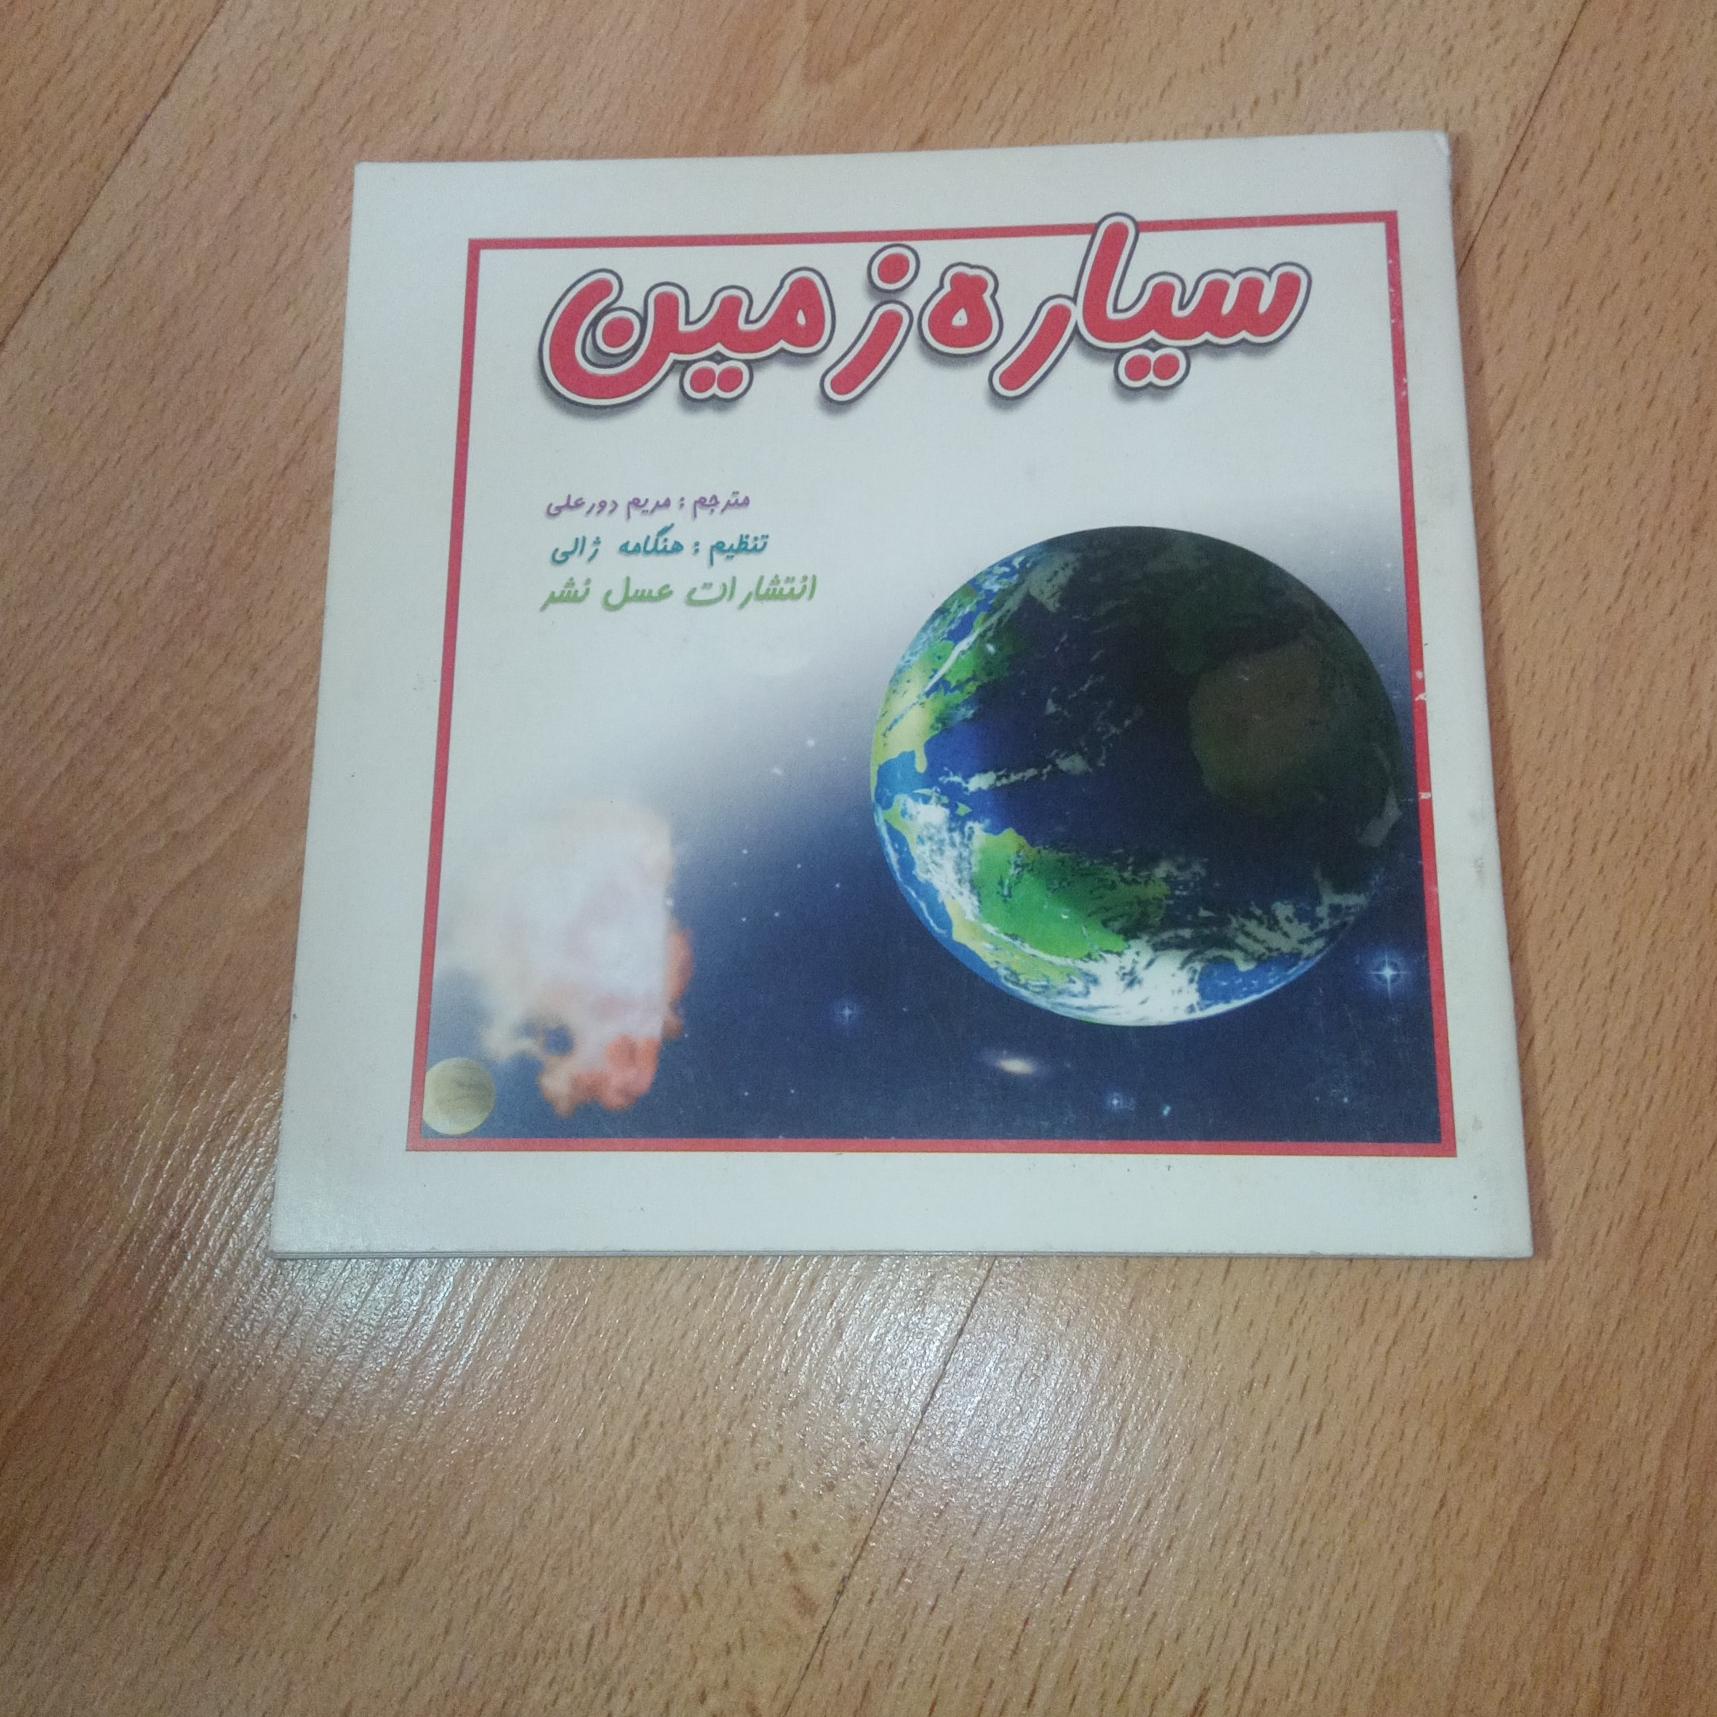 سیاره زمین
مترجم : مریم دورعلی
تنظیم : هنگامه ژالی
انتشارات عسل نشر